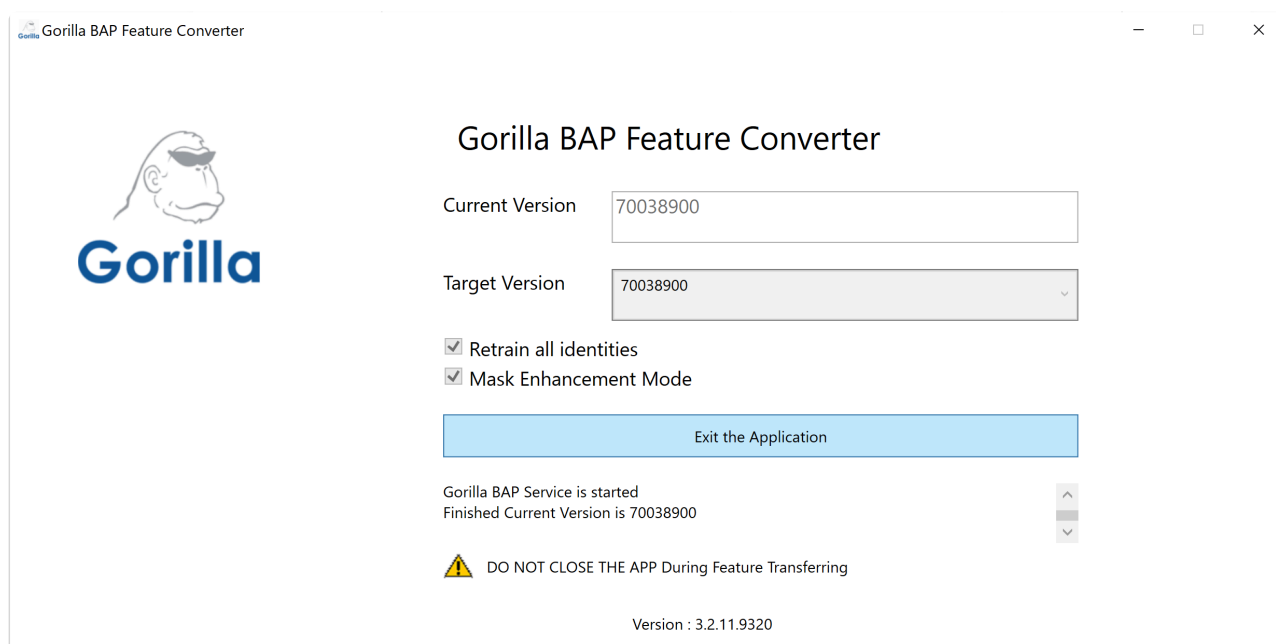 Gorilla Gorilla BAP Feature Converter
Gorilla
Gorilla BAP Feature Converter
Current Version 70038900
Target Version 70038900
Retrain all identities
Mask Enhancement Mode
Exit the Application
Gorilla BAP Service is started
Finished Current Version is 70038900
DO NOT CLOSE THE APP During Feature Transferring
Version : 3.2.11.9320